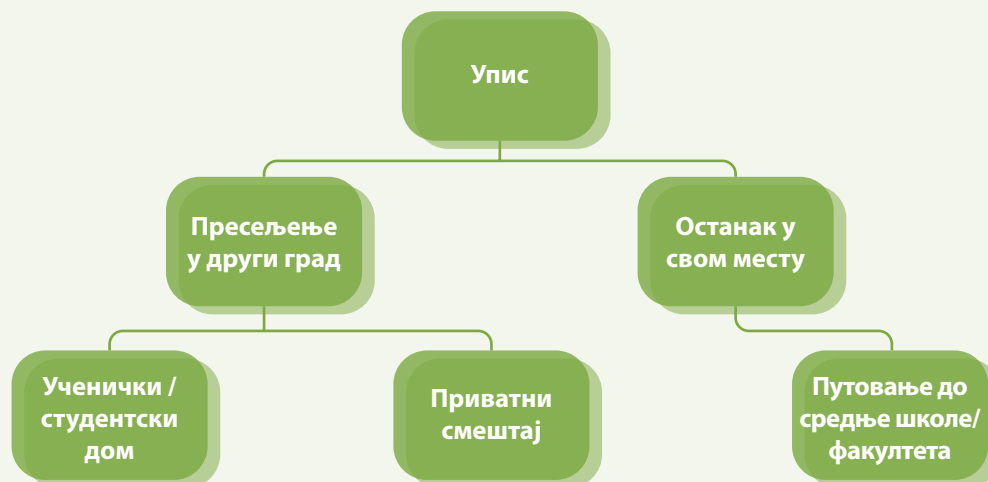 Упис
Пресељење
у други град
Останак у
свом месту
Ученички /
студентски
дом
Приватни
смештај
Путовање до
средње школе/
факултета